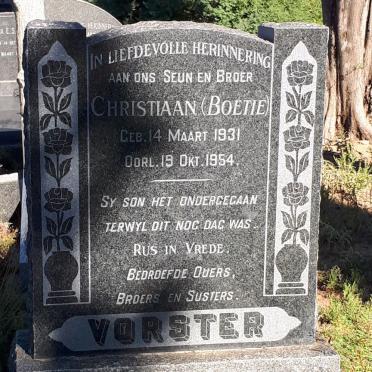 In Liefdevolle Herinnering
aan ons Seun en Broer
Christiaan (Boetie)
Geb. 14 Maart 1931
Oorl. 19 Okt. 1954.
Sy son het ondergegaan
terwyl dit nog dag was.
Rus in Vrede.
Bedroefde Ouers,
Broers en Susters.
VORSTER